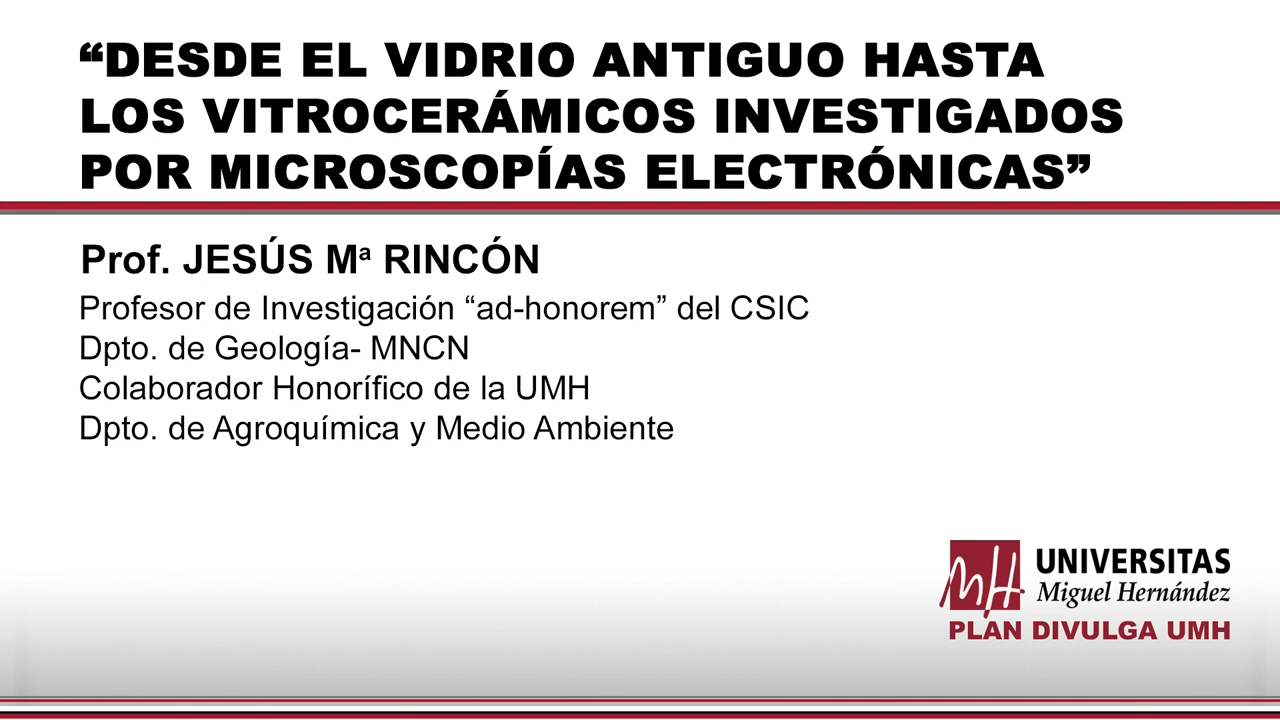 “DESDE EL VIDRIO ANTIGUO HASTA
LOS VITROCERÁMICOS INVESTIGADOS
POR MICROSCOPÍAS ELECTRÓNICAS”
Prof. JESÚS Mª RINCÓN
Profesor de Investigación “ad-honorem” del CSIC
Dpto. de Geología- MNCN
Colaborador Honorífico de la UMH
Dpto. de Agroquímica y Medio Ambiente
MH
UNIVERSITAS
Miguel Hernández
PLAN DIVULGA UMH